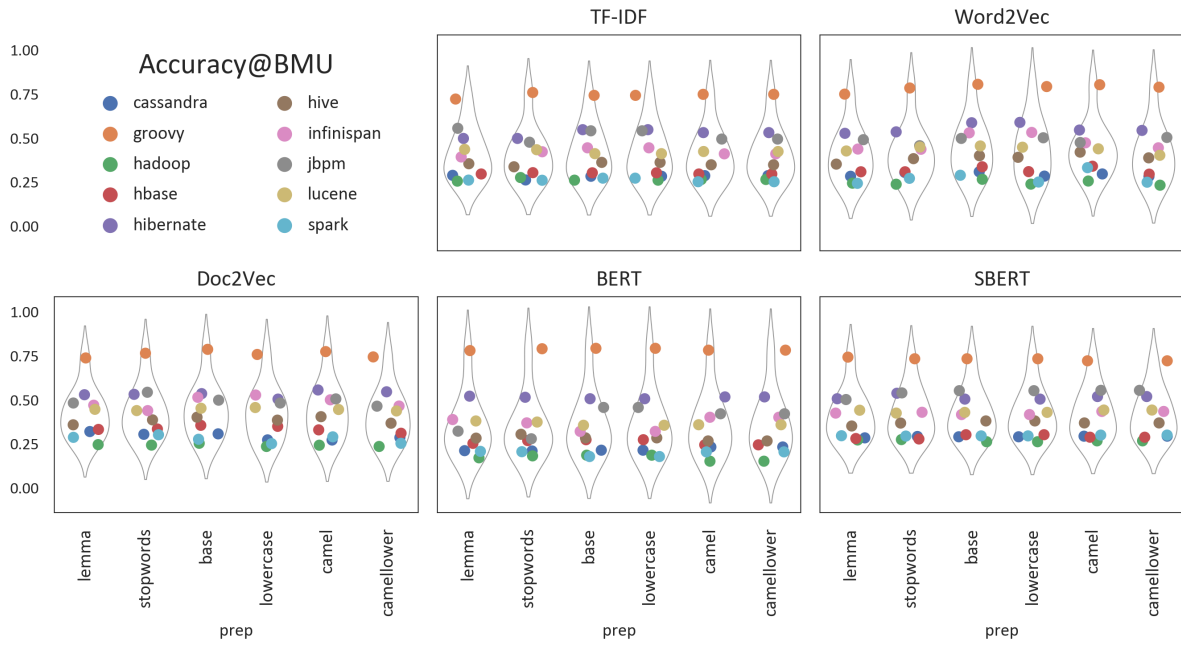 TF-IDF
Word2Vec
1.00
0.75
0.50
0.25
0.00
Accuracy@BMU
cassandra
groovy
hadoop
hbase
hibernate
hive
infinispan
jbpm
lucene
spark
Doc2Vec
BERT
SBERT
1.00
0.75
0.50
0.25
0.00
lemma
stopwords
base
lowercase
camel
camellower
prep
lemma
stopwords
base
lowercase
camel
camellower
prep
lemma
stopwords
base
lowercase
camel
camellower
prep